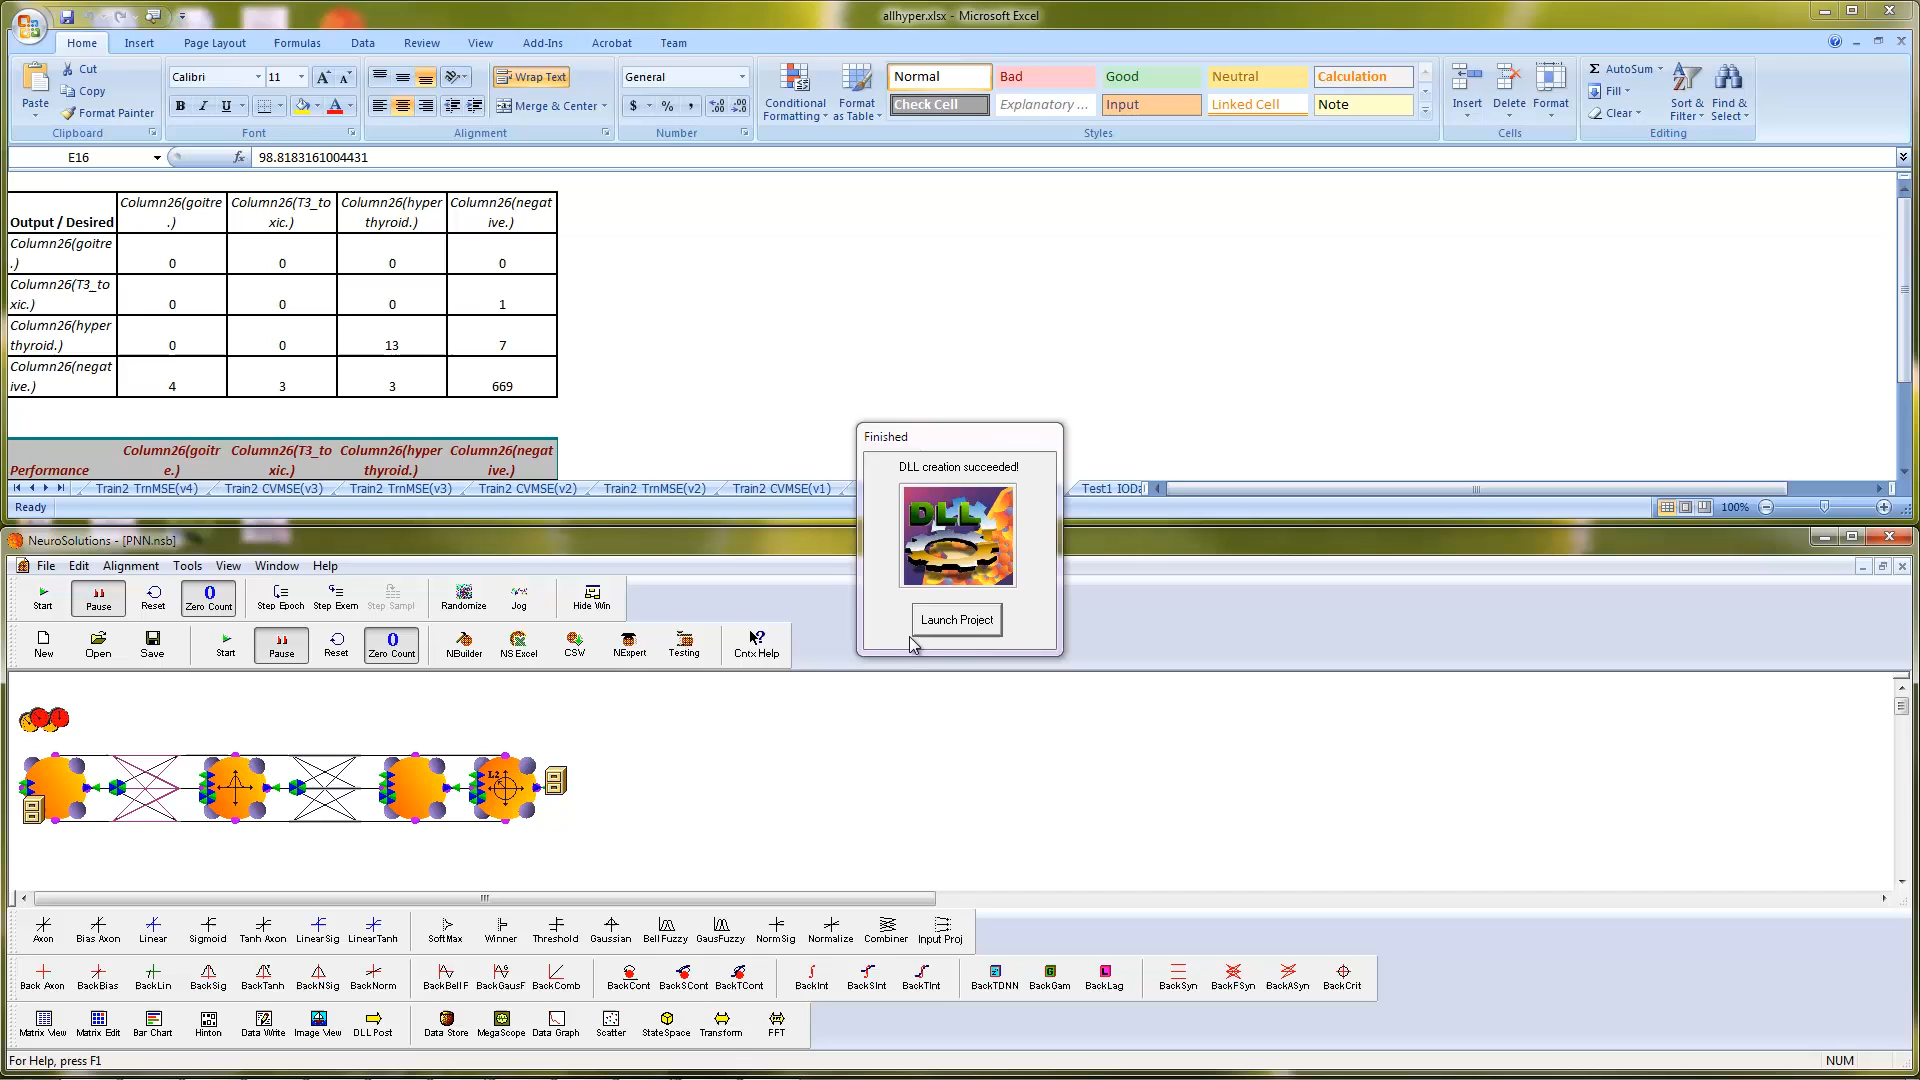 allhyper.xlsx - Microsoft Excel
Home Insert Page Layout Formulas Data Review View Add-Ins Acrobat Team
Paste Cut Copy Format Painter Clipboard
Calibri 11 B I U A Font
Wrap Text Merge & Center Alignment
General $ % , Number
Conditional Formatting Format as Table
Normal Bad Good Neutral Calculation
Check Cell Explanatory ... Input Linked Cell Note
Styles
Insert Delete Format Cells
AutoSum Fill Clear Sort & Filter Find & Select Editing
E16 fx 98.8183161004431
Output / Desired Column26(goitre.) Column26(T3_toxic.) Column26(hyperthyroid.) Column26(negative.)
Column26(goitre.) 0 0 0 0
Column26(T3_toxic.) 0 0 0 1
Column26(hyperthyroid.) 0 0 13 7
Column26(negative.) 4 3 3 669
Performance Column26(goitre.) Column26(T3_toxic.) Column26(hyperthyroid.) Column26(negative.)
Train2 TrnMSE(v4) Train2 CVMSE(v3) Train2 TrnMSE(v3) Train2 CVMSE(v2) Train2 TrnMSE(v2) Train2 CVMSE(v1) Test1 IODa
Ready 100%
Finished
DLL creation succeeded!
DLL
Launch Project
NeuroSolutions - [PNN.nsb]
File Edit Alignment Tools View Window Help
Start Pause Reset Zero Count Step Epoch Step Exem Step Sampl Randomize Jog Hide Win
New Open Save Start Pause Reset Zero Count NBuilder NS Excel CSV NExpert Testing Cntx Help
L2
Axon Bias Axon Linear Sigmoid Tanh Axon LinearSig LinearTanh SoftMax Winner Threshold Gaussian BellFuzzy GausFuzzy NormSig Normalize Combiner Input Proj
Back Axon BackBias BackLin BackSig BackTanh BackNSig BackNorm BackBell F BackGausF BackComb BackCont BackSCont BackTCont BackInt BackSInt BackTInt BackTDNN BackGam BackLag BackSyn BackFSyn BackASyn BackCrit
Matrix View Matrix Edit Bar Chart Hinton Data Write Image View DLL Post Data Store MegaScope Data Graph Scatter StateSpace Transform FFT
For Help, press F1 NUM